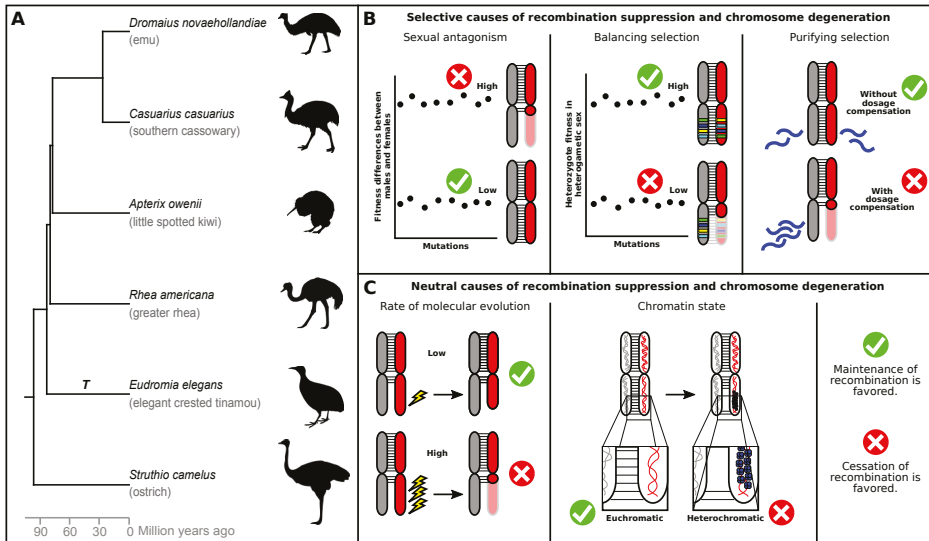 A
Dromaius novaehollandiae
(emu)
Casuarius casuarius
(southern cassowary)
Apterix owenii
(little spotted kiwi)
Rhea americana
(greater rhea)
T
Eudromia elegans
(elegant crested tinamou)
Struthio camelus
(ostrich)
90 60 30 0 Million years ago
B
Selective causes of recombination suppression and chromosome degeneration
Sexual antagonism
Fitness differences between
males and females
High
Low
Mutations
Balancing selection
Heterozygote fitness in
heterogametic sex
High
Low
Mutations
Purifying selection
Without
dosage
compensation
With
dosage
compensation
C
Neutral causes of recombination suppression and chromosome degeneration
Rate of molecular evolution
Low
High
Chromatin state
Euchromatic
Heterochromatic
Maintenance of
recombination is
favored.
Cessation of
recombination is
favored.